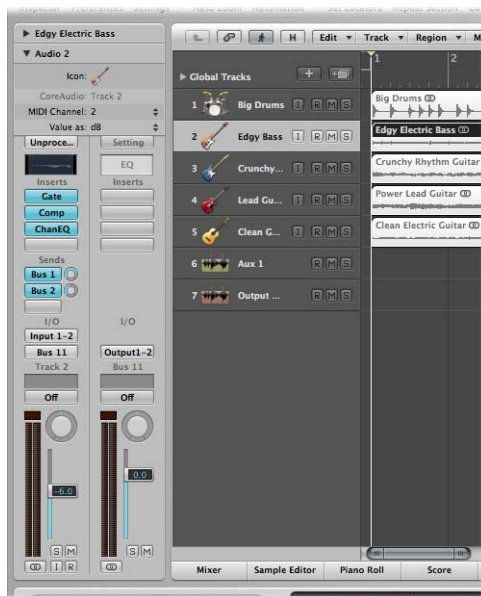 Edgy Electric Bass
Audio 2
Icon:
CoreAudio: Track 2
MIDI Channel: 2
Value as: dB
Unproce... Setting
EQ
Inserts Inserts
Gate
Comp
ChanEQ
Sends
Bus 1
Bus 2
I/O I/O
Input 1-2
Bus 11 Output1-2
Track 2 Bus 11
Off Off
-6.0 0.0
S M S M
I R
H Edit Track Region M
1 2
Global Tracks
1 Big Drums I R M S
2 Edgy Bass I R M S
3 Crunchy... I R M S
4 Lead Gu... I R M S
5 Clean G... I R M S
6 Aux 1 R M S
7 Output ... R M S
Big Drums
Edgy Electric Bass
Crunchy Rhythm Guitar
Power Lead Guitar
Clean Electric Guitar
Mixer Sample Editor Piano Roll Score